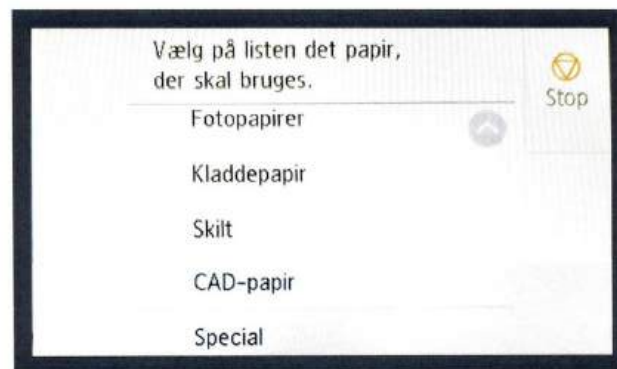 Vælg på listen det papir,
der skal bruges.
Stop
Fotopapirer
Kladdepapir
Skilt
CAD-papir
Special